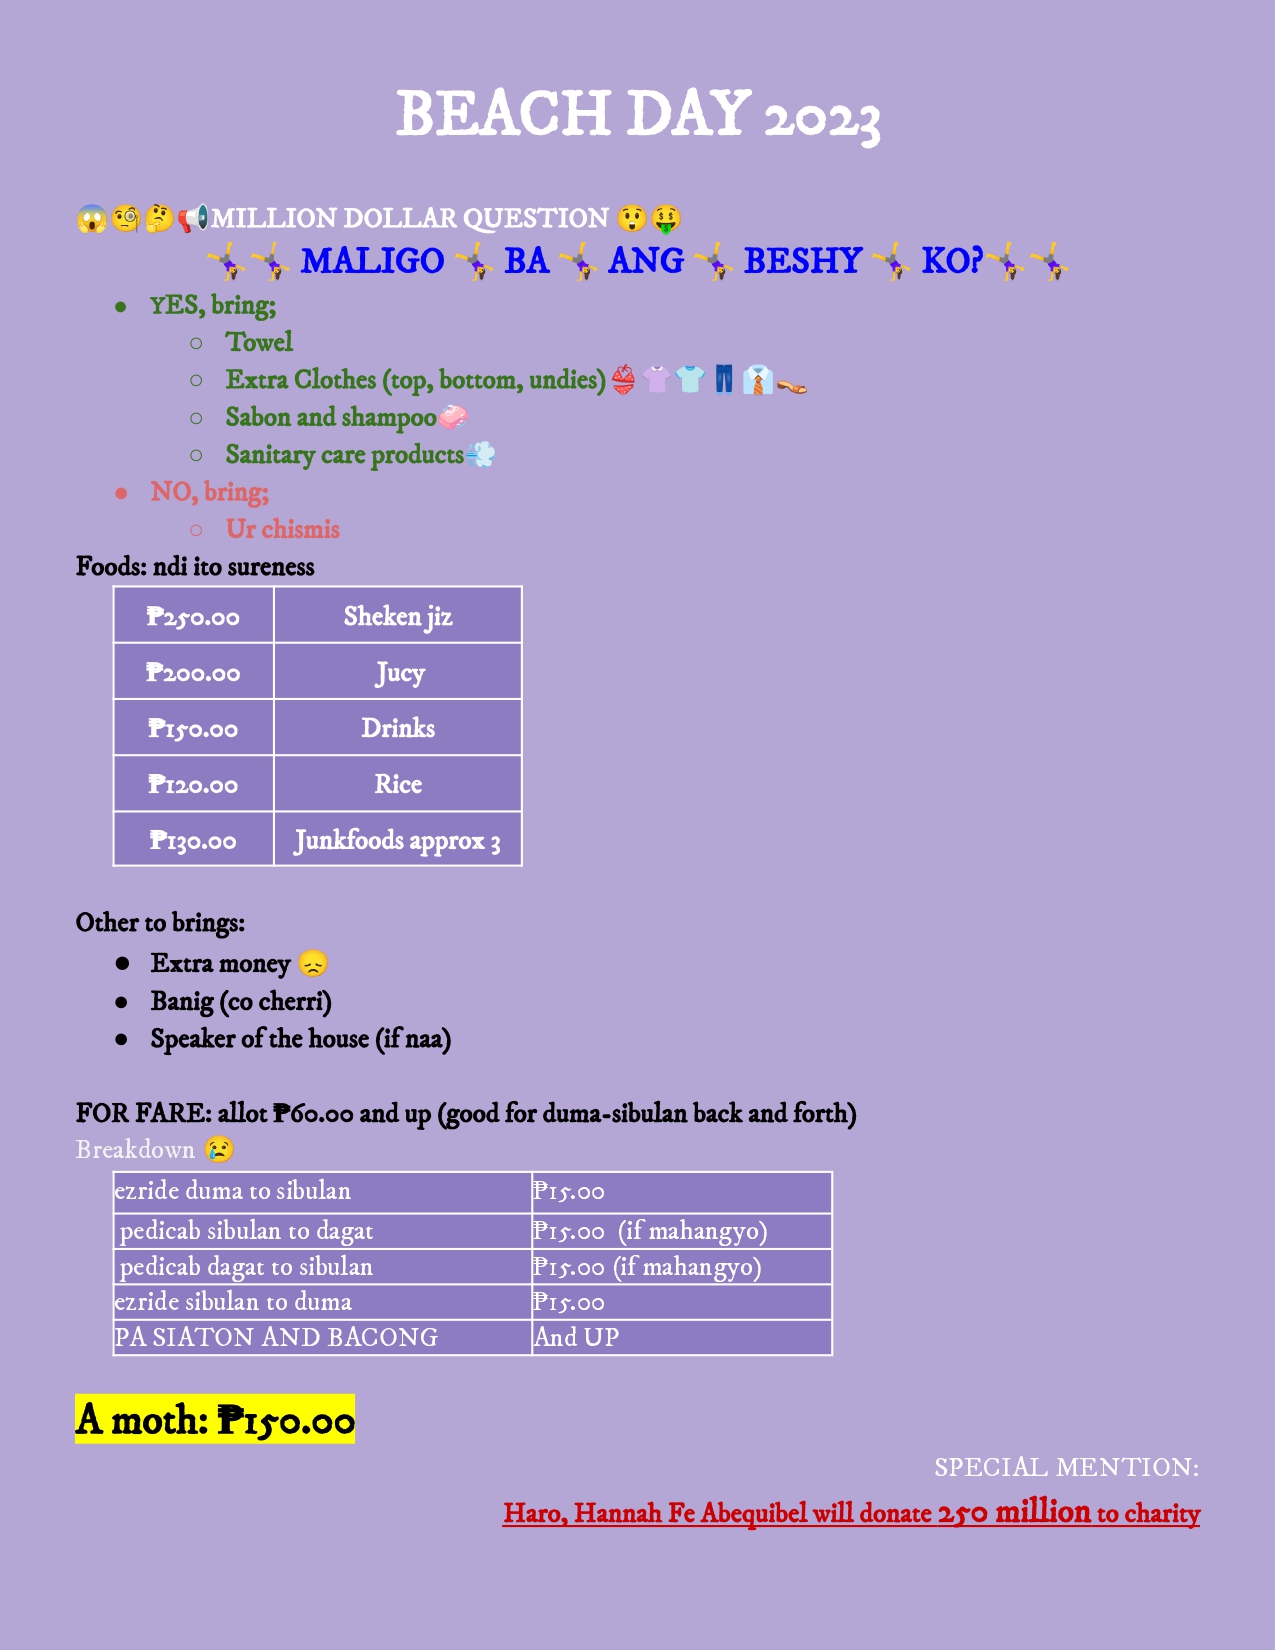 BEACH DAY 2023
😱🧐🤔📢MILLION DOLLAR QUESTION 😲🤑
🤸‍♀️🤸‍♀️ MALIGO 🤸‍♀️ BA 🤸‍♀️ ANG 🤸‍♀️ BESHY 🤸‍♀️ KO?🤸‍♀️🤸‍♀️
● YES, bring;
○ Towel
○ Extra Clothes (top, bottom, undies)👙👚👕👖👔👡
○ Sabon and shampoo🧼
○ Sanitary care products💨
● NO, bring;
○ Ur chismis
Foods: ndi ito sureness
₱250.00 Sheken jiz
₱200.00 Jucy
₱150.00 Drinks
₱120.00 Rice
₱130.00 Junkfoods approx 3
Other to brings:
● Extra money 😞
● Banig (co cherri)
● Speaker of the house (if naa)
FOR FARE: allot ₱60.00 and up (good for duma-sibulan back and forth)
Breakdown 😢
ezride duma to sibulan ₱15.00
pedicab sibulan to dagat ₱15.00 (if mahangyo)
pedicab dagat to sibulan ₱15.00 (if mahangyo)
ezride sibulan to duma ₱15.00
PA SIATON AND BACONG And UP
A moth: ₱150.00
SPECIAL MENTION:
Haro, Hannah Fe Abequibel will donate 250 million to charity